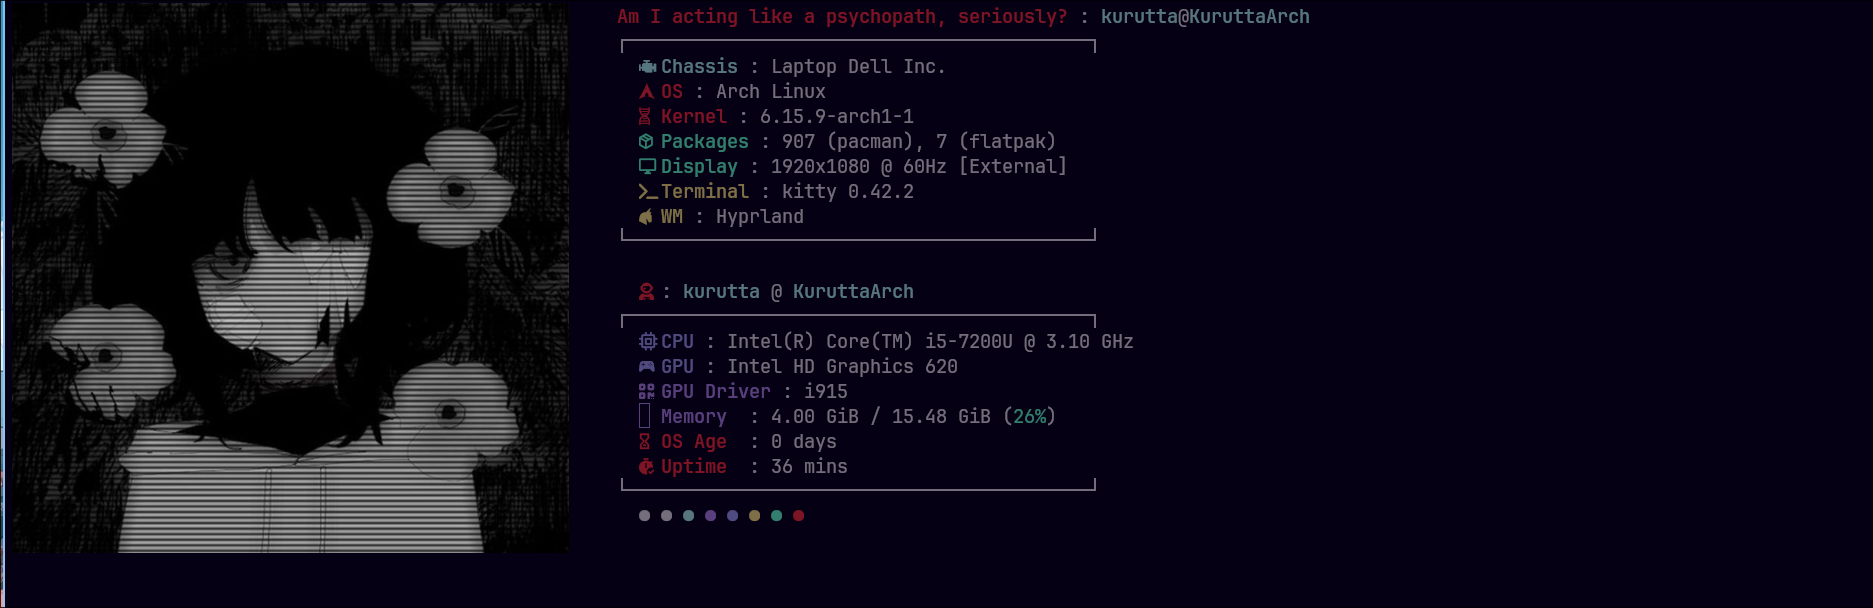 Am I acting like a psychopath, seriously? : kurutta@KuruttaArch
Chassis : Laptop Dell Inc.
OS : Arch Linux
Kernel : 6.15.9-arch1-1
Packages : 907 (pacman), 7 (flatpak)
Display : 1920x1080 @ 60Hz [External]
Terminal : kitty 0.42.2
WM : Hyprland
: kurutta @ KuruttaArch
CPU : Intel(R) Core(TM) i5-7200U @ 3.10 GHz
GPU : Intel HD Graphics 620
GPU Driver : i915
Memory : 4.00 GiB / 15.48 GiB (26%)
OS Age : 0 days
Uptime : 36 mins